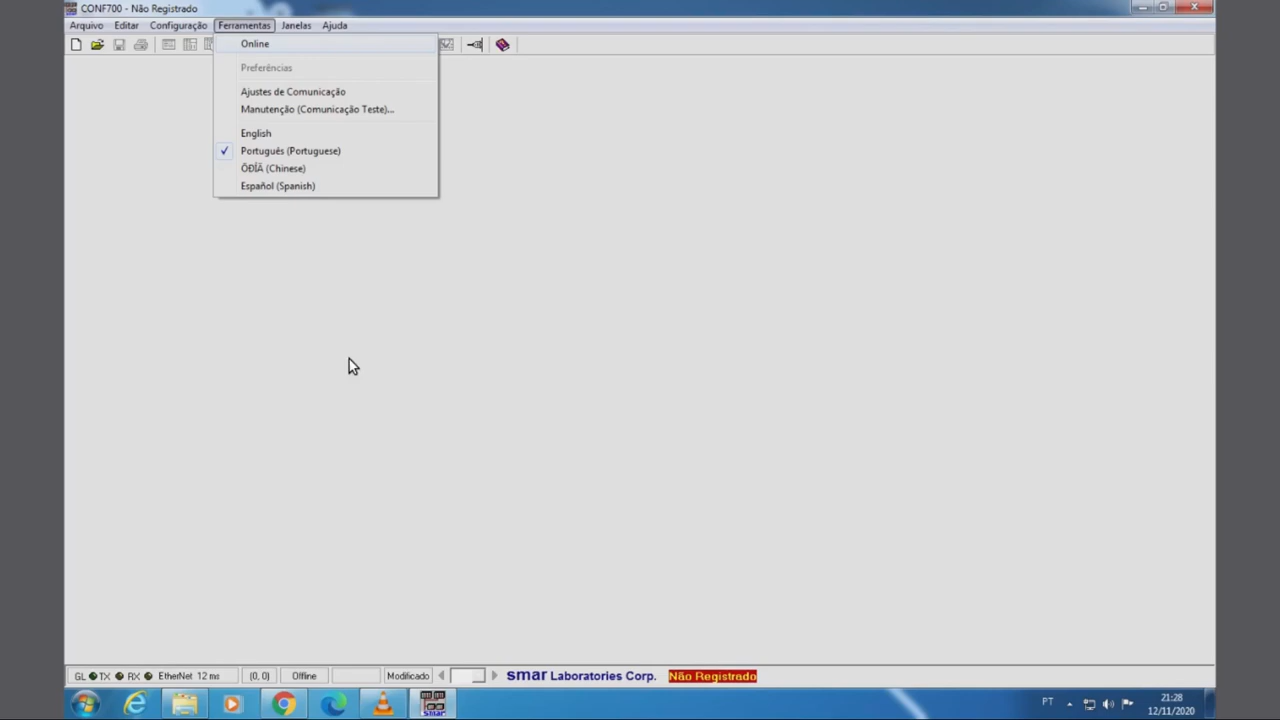 CONF700 - Não Registrado
Arquivo Editar Configuração Ferramentas Janelas Ajuda
Online
Preferências
Ajustes de Comunicação
Manutenção (Comunicação Teste)...
English
Português (Portuguese)
ÖÐÎÄ (Chinese)
Español (Spanish)
GL TX RX EtherNet 12 ms (0, 0) Offline Modificado smar Laboratories Corp. Não Registrado
smar
PT
21:28
12/11/2020